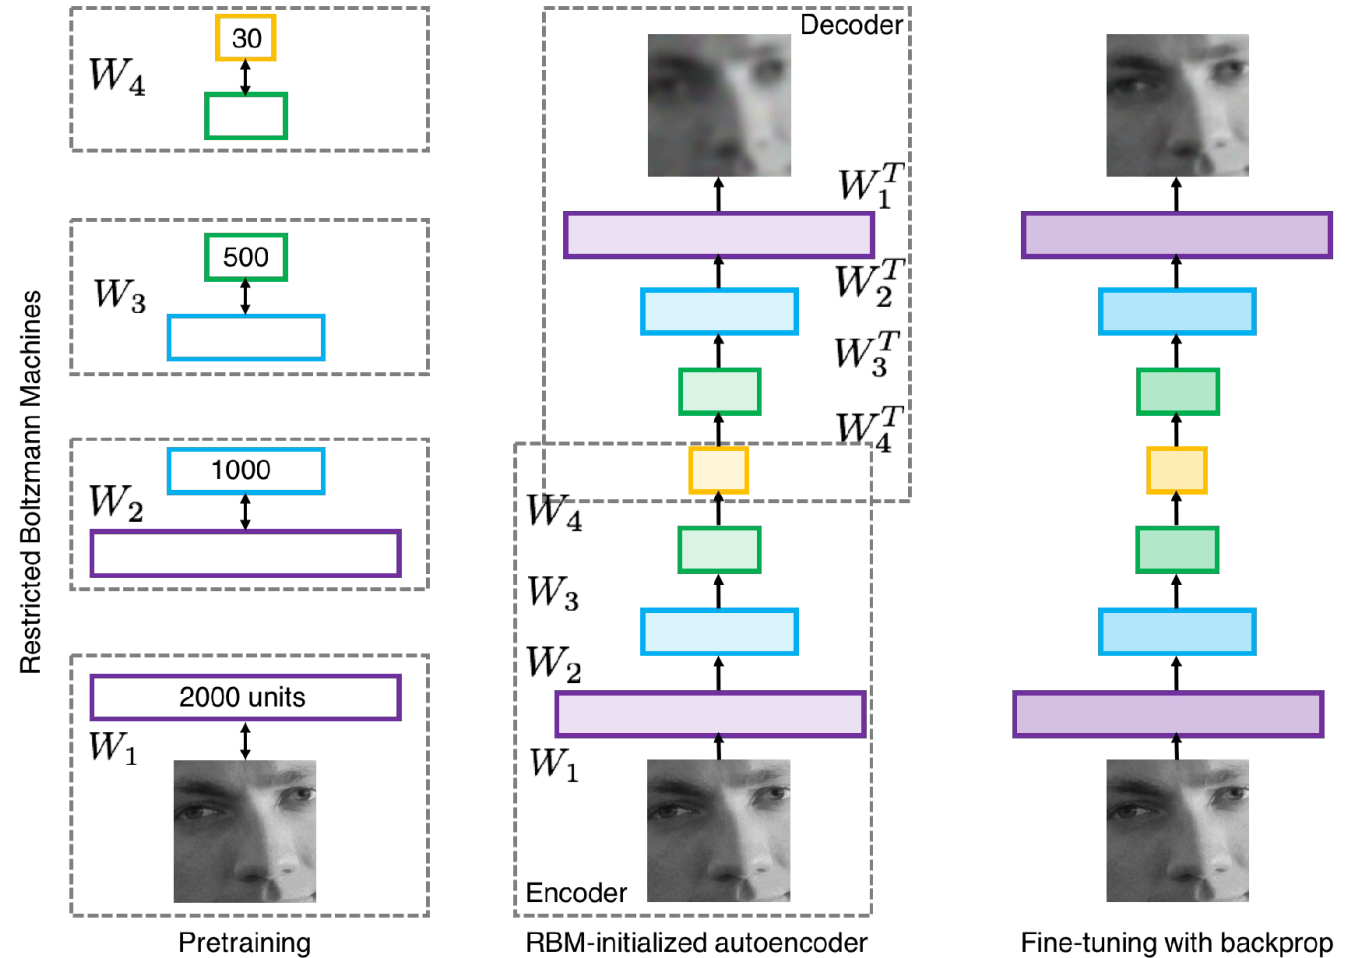 Restricted Boltzmann Machines
30
W₄
500
W₃
1000
W₂
2000 units
W₁
Pretraining
Decoder
W₁ᵀ
W₂ᵀ
W₃ᵀ
W₄ᵀ
W₄
W₃
W₂
W₁
Encoder
RBM-initialized autoencoder
Fine-tuning with backprop